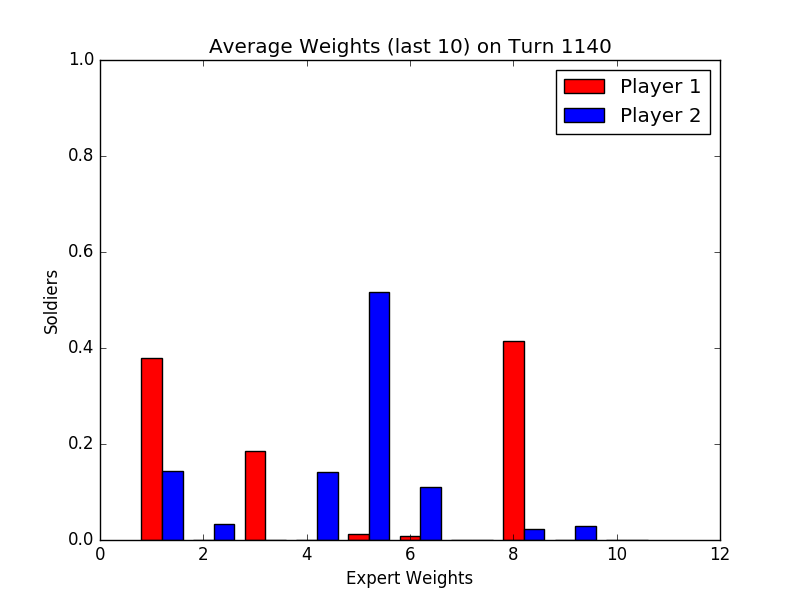 Average Weights (last 10) on Turn 1140
1.0
0.8
0.6
0.4
0.2
0.0
Soldiers
Player 1
Player 2
0 2 4 6 8 10 12
Expert Weights